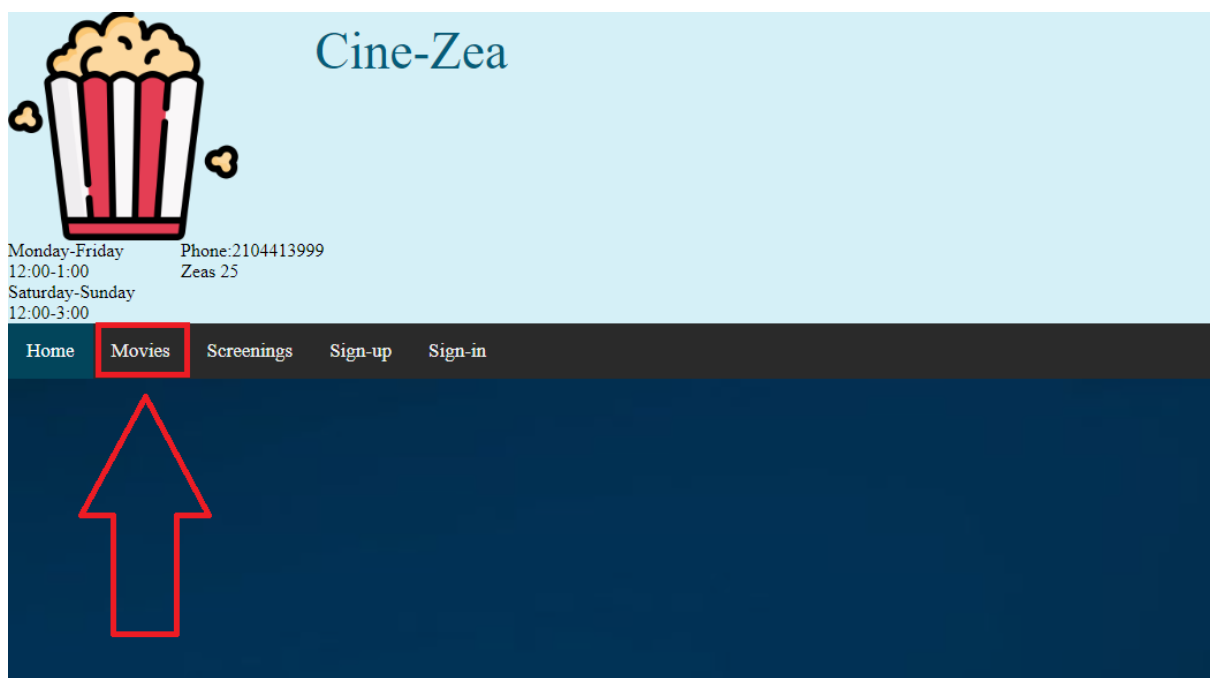 Cine-Zea
Monday-Friday
12:00-1:00
Saturday-Sunday
12:00-3:00
Phone:2104413999
Zeas 25
Home Movies Screenings Sign-up Sign-in